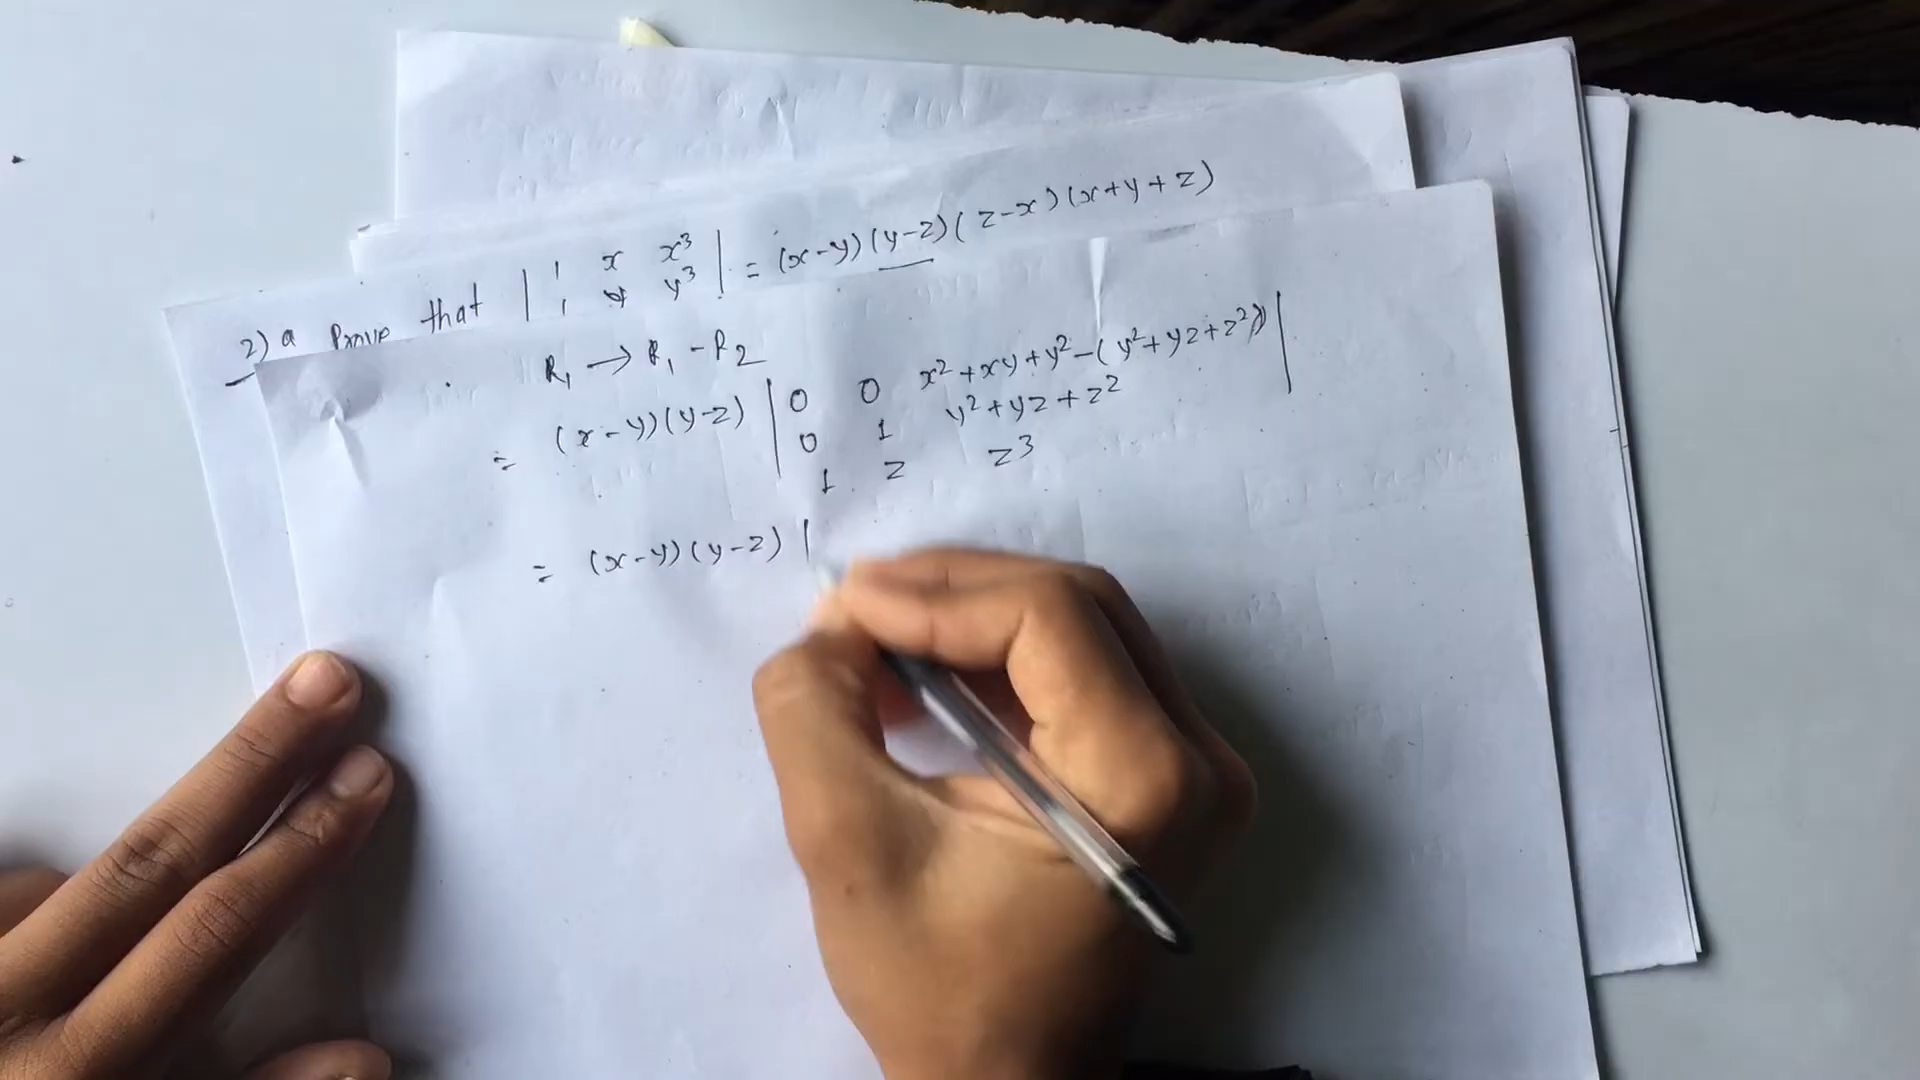 2) a Prove that | 1 x x³ | = (x-y)(y-z)(z-x)(x+y+z)
1 y y³
R₁ → R₁ - R₂
= (x-y)(y-z) | 0 0 x²+xy+y²-(y²+yz+z²) |
0 1 y²+yz+z²
1 z z³
= (x-y)(y-z) |